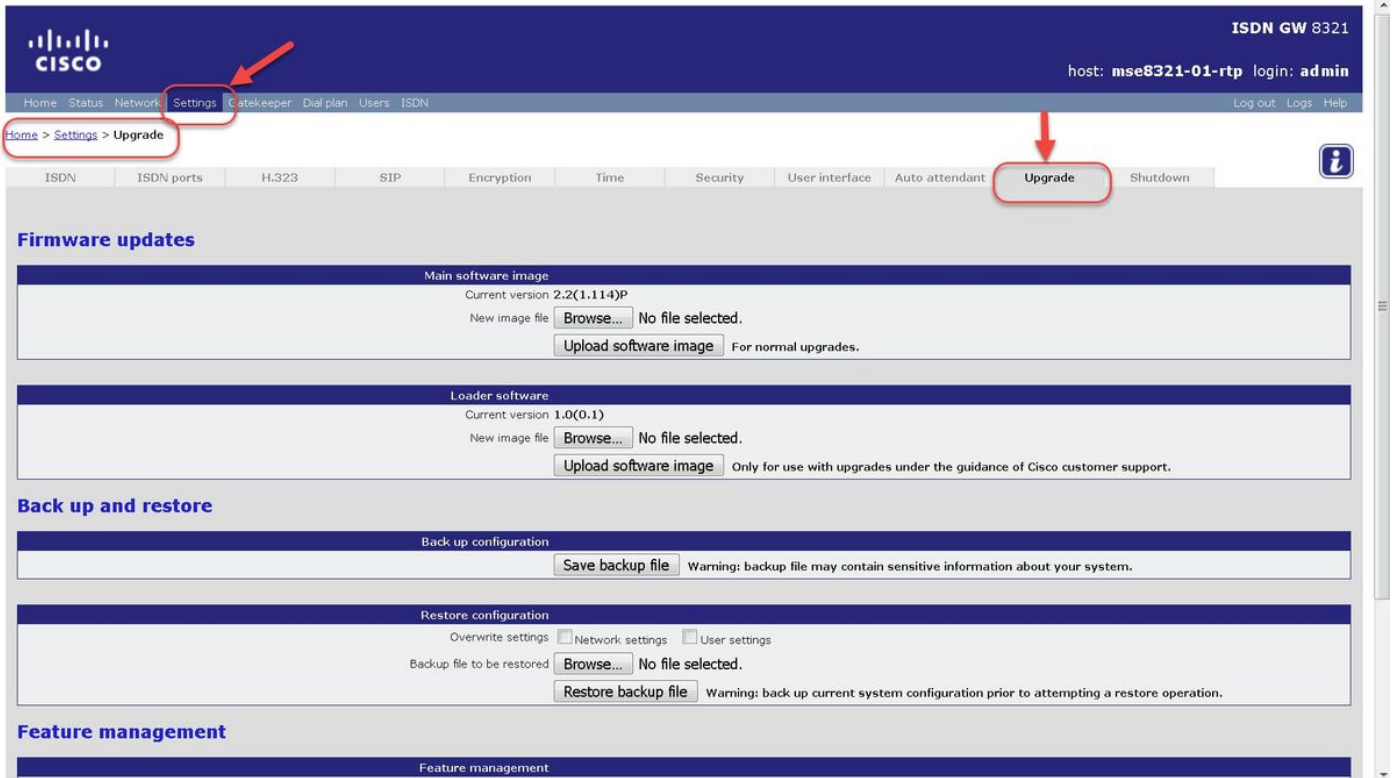 ISDN GW 8321
CISCO
host: mse8321-01-rtp login: admin
Home Status Network Settings Gatekeeper Dial plan Users ISDN Log out Logs Help
Home > Settings > Upgrade
i
ISDN ISDN ports H.323 SIP Encryption Time Security User interface Auto attendant Upgrade Shutdown
Firmware updates
Main software image
Current version 2.2(1.114)P
New image file Browse... No file selected.
Upload software image For normal upgrades.
Loader software
Current version 1.0(0.1)
New image file Browse... No file selected.
Upload software image Only for use with upgrades under the guidance of Cisco customer support.
Back up and restore
Back up configuration
Save backup file Warning: backup file may contain sensitive information about your system.
Restore configuration
Overwrite settings Network settings User settings
Backup file to be restored Browse... No file selected.
Restore backup file Warning: back up current system configuration prior to attempting a restore operation.
Feature management
Feature management